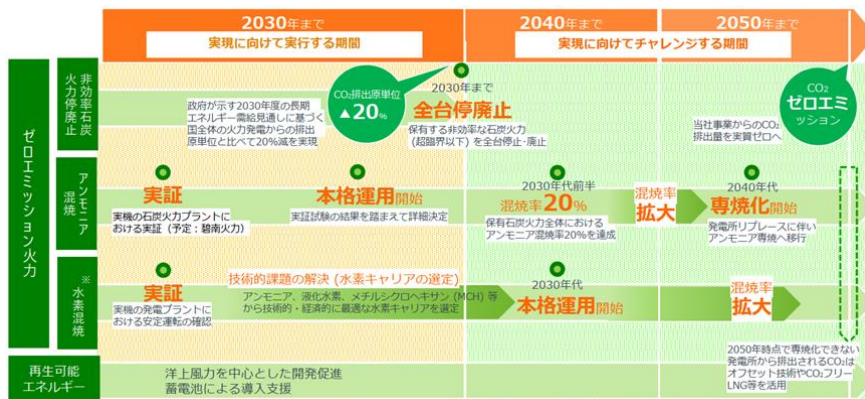 2030年まで
2040年まで
2050年まで
実現に向けて実行する期間
実現に向けてチャレンジする期間
ゼロエミッション火力
非効率石炭
火力停廃止
政府が示す2030年度の長期
エネルギー需給見通しに基づく
国全体の火力発電からの排出
原単位と比べて20%減を実現
CO₂排出原単位
▲20%
2030年まで
全台停廃止
保有する非効率な石炭火力
(超臨界以下)を全台停止・廃止
当社事業からのCO₂
排出量を実質ゼロへ
CO₂
ゼロエミ
ッション
アンモニア
混焼
実証
実機の石炭火力プラントに
おける実証(予定:碧南火力)
本格運用開始
実証試験の結果を踏まえて詳細決定
2030年代前半
混焼率20%
保有石炭火力全体における
アンモニア混焼率20%を達成
混焼率
拡大
2040年代
専焼化開始
発電所リプレースに伴い
アンモニア専焼へ移行
※
水素混焼
実証
実機の発電プラントに
おける安定運転の確認
技術的課題の解決 (水素キャリアの選定)
アンモニア、液化水素、メチルシクロヘキサン (MCH) 等
から技術的・経済的に最適な水素キャリアを選定
2030年代
本格運用開始
混焼率
拡大
2050年時点で専焼化できない
発電所から排出されるCO₂は
オフセット技術やCO₂フリー
LNG等を活用
再生可能
エネルギー
洋上風力を中心とした開発促進
蓄電池による導入支援